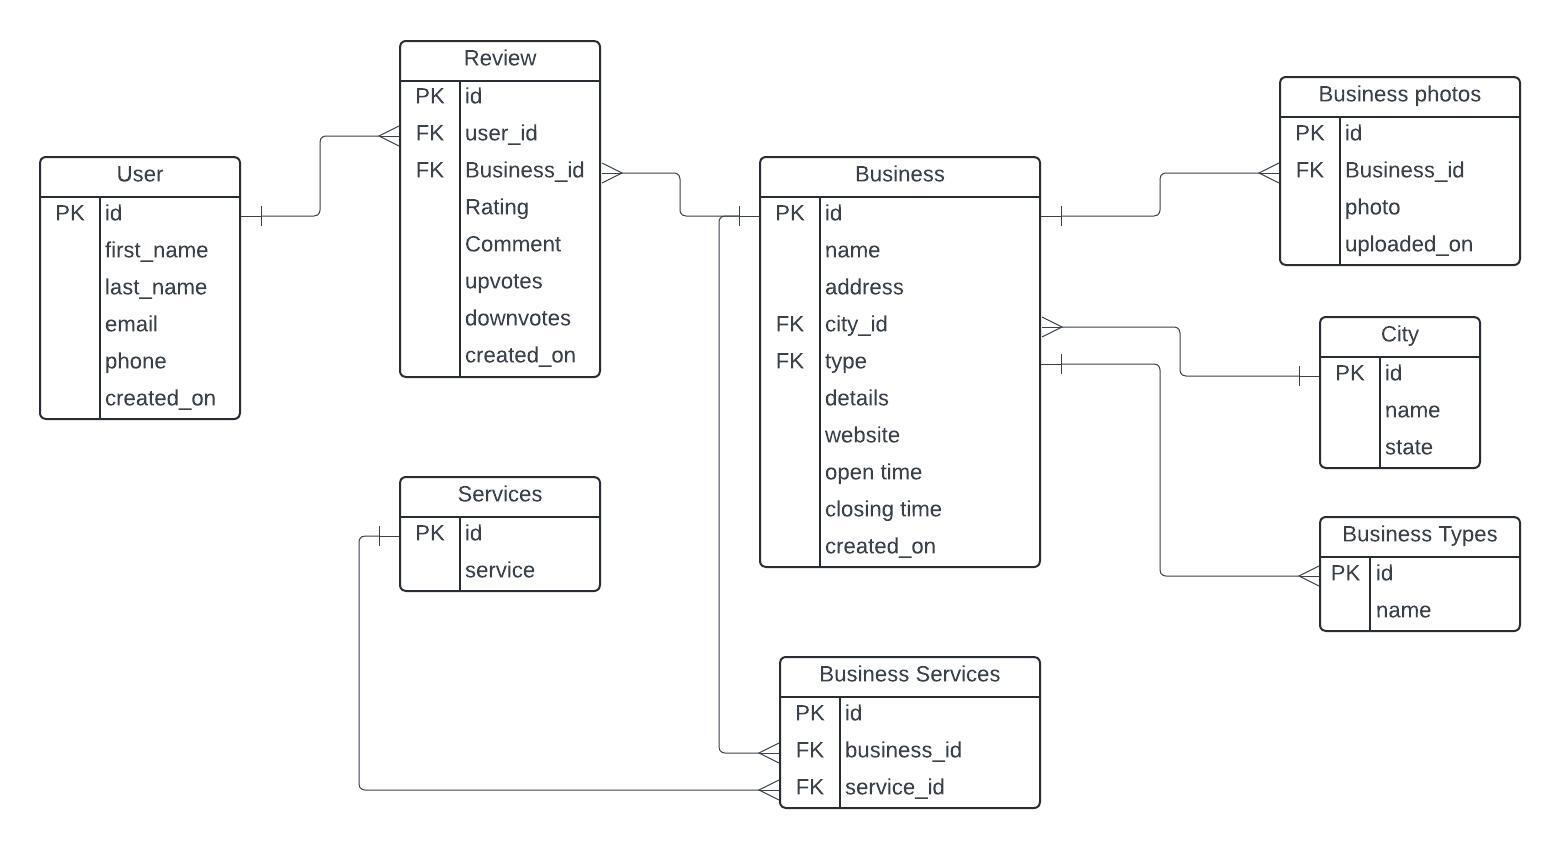 Review
PK id
FK user_id
FK Business_id
Rating
Comment
upvotes
downvotes
created_on
Business photos
PK id
FK Business_id
photo
uploaded_on
User
PK id
first_name
last_name
email
phone
created_on
Business
PK id
name
address
FK city_id
FK type
details
website
open time
closing time
created_on
City
PK id
name
state
Services
PK id
service
Business Types
PK id
name
Business Services
PK id
FK business_id
FK service_id